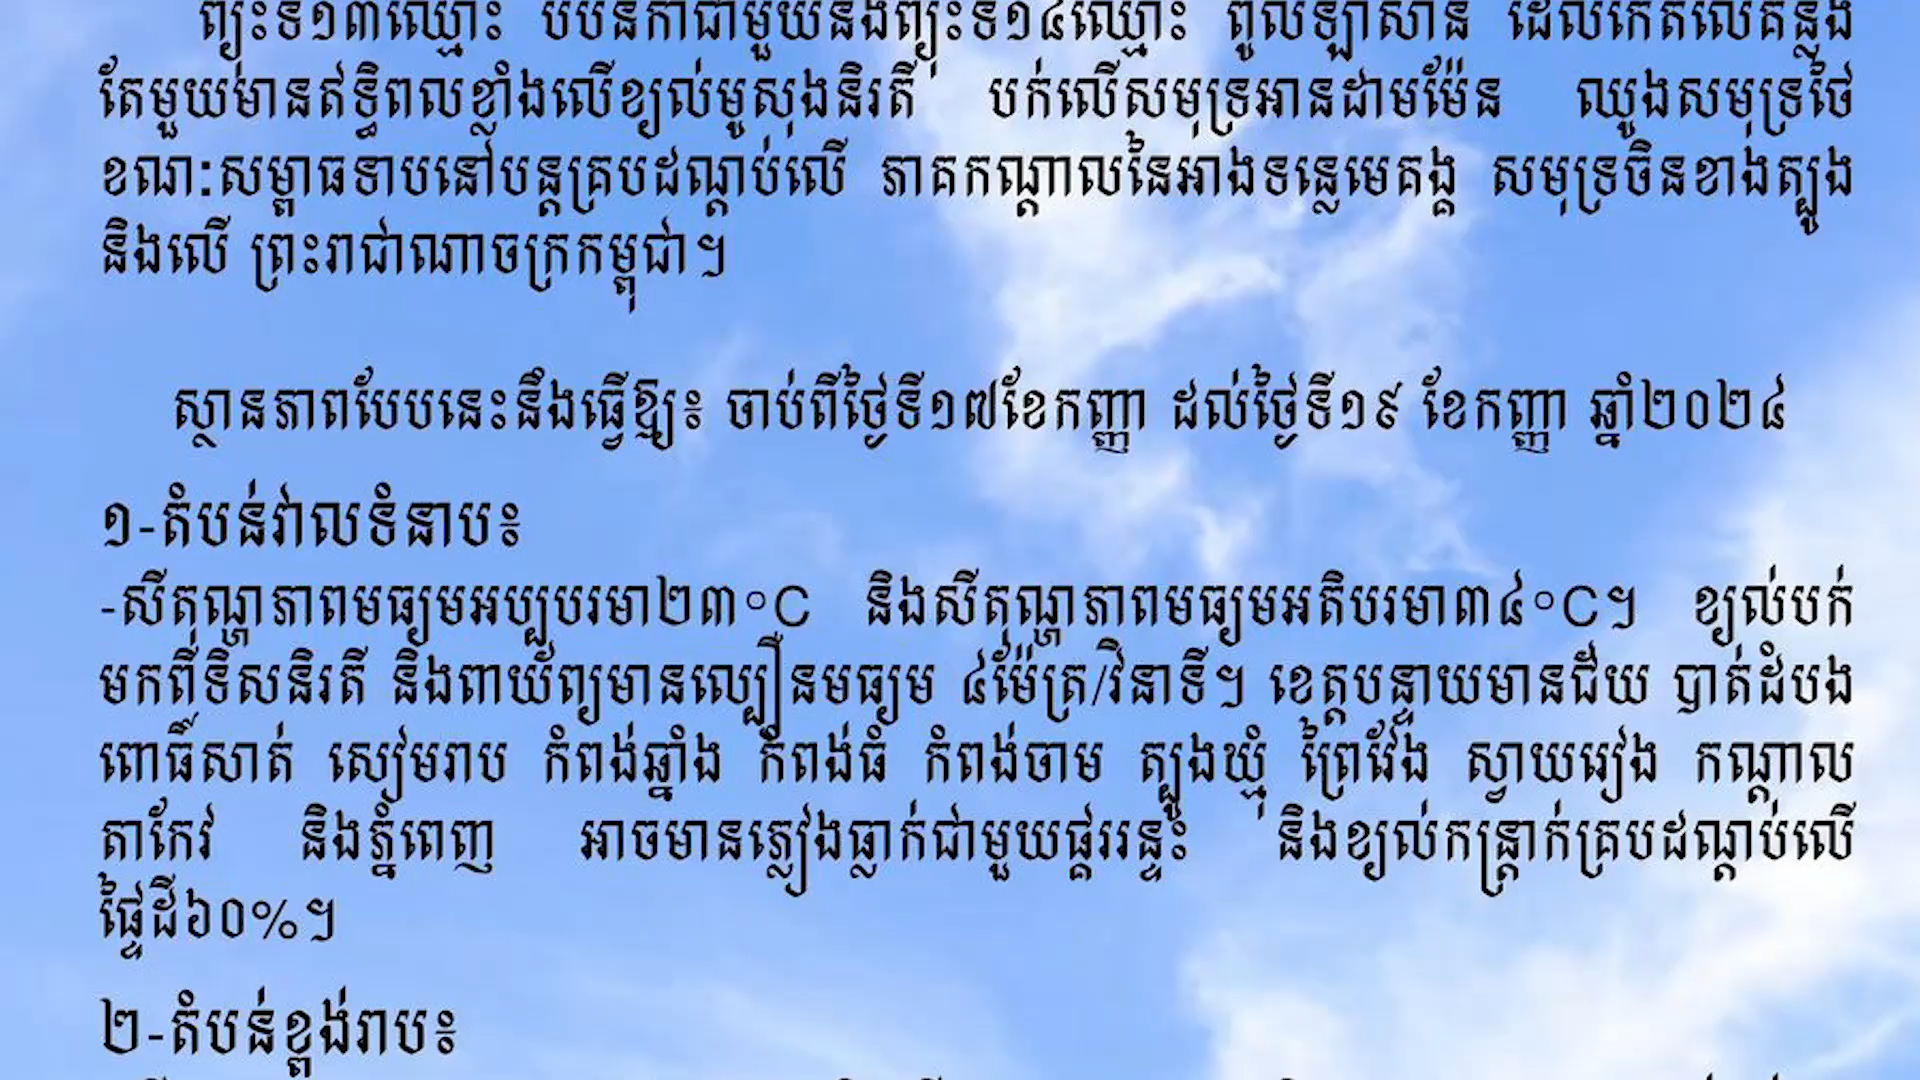 ព្យុះទី១៣ឈ្មោះ បប៊ិនកាជាមួយនឹងព្យុះទី១៤ឈ្មោះ ពូលឡាសាន ដែលកើតលើគន្លង
តែមួយមានឥទ្ធិពលខ្លាំងលើខ្យល់មូសុងនិរតី បក់លើសមុទ្រអានដាមម៉ែន ឈូងសមុទ្រថៃ
ខណៈសម្ពាធទាបនៅបន្តគ្របដណ្តប់លើ ភាគកណ្តាលនៃអាងទន្លេមេគង្គ សមុទ្រចិនខាងត្បូង
និងលើ ព្រះរាជាណាចក្រកម្ពុជា។
ស្ថានភាពបែបនេះនឹងធ្វើឱ្យ៖ ចាប់ពីថ្ងៃទី១៧ខែកញ្ញា ដល់ថ្ងៃទី១៩ ខែកញ្ញា ឆ្នាំ២០២៤
១-តំបន់វាលទំនាប៖
-សីតុណ្ហភាពមធ្យមអប្បបរមា២៣°C និងសីតុណ្ហភាពមធ្យមអតិបរមា៣៤°C។ ខ្យល់បក់
មកពីទិសនិរតី និងពាយ័ព្យមានល្បឿនមធ្យម ៤ម៉ែត្រ/វិនាទី។ ខេត្តបន្ទាយមានជ័យ បាត់ដំបង
ពោធិ៍សាត់ សៀមរាប កំពង់ឆ្នាំង កំពង់ធំ កំពង់ចាម ត្បូងឃ្មុំ ព្រៃវែង ស្វាយរៀង កណ្តាល
តាកែវ និងភ្នំពេញ អាចមានភ្លៀងធ្លាក់ជាមួយផ្គររន្ទះ និងខ្យល់កន្ត្រាក់គ្របដណ្តប់លើ
ផ្ទៃដី៦០%។
២-តំបន់ខ្ពង់រាប៖